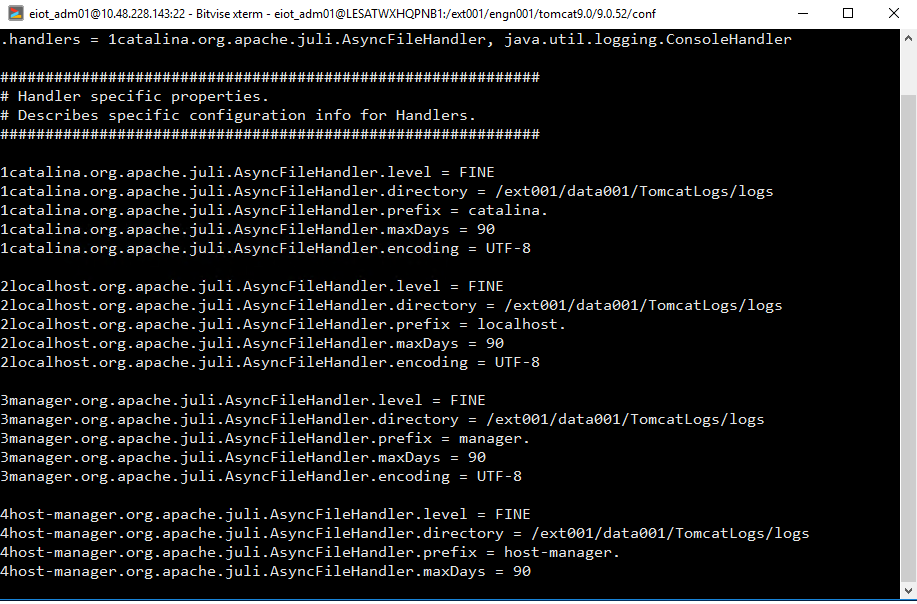 eiot_adm01@10.48.228.143:22 - Bitvise xterm - eiot_adm01@LESATWXHQPNB1:/ext001/engn001/tomcat9.0/9.0.52/conf
.handlers = 1catalina.org.apache.juli.AsyncFileHandler, java.util.logging.ConsoleHandler
############################################################
# Handler specific properties.
# Describes specific configuration info for Handlers.
############################################################
1catalina.org.apache.juli.AsyncFileHandler.level = FINE
1catalina.org.apache.juli.AsyncFileHandler.directory = /ext001/data001/TomcatLogs/logs
1catalina.org.apache.juli.AsyncFileHandler.prefix = catalina.
1catalina.org.apache.juli.AsyncFileHandler.maxDays = 90
1catalina.org.apache.juli.AsyncFileHandler.encoding = UTF-8
2localhost.org.apache.juli.AsyncFileHandler.level = FINE
2localhost.org.apache.juli.AsyncFileHandler.directory = /ext001/data001/TomcatLogs/logs
2localhost.org.apache.juli.AsyncFileHandler.prefix = localhost.
2localhost.org.apache.juli.AsyncFileHandler.maxDays = 90
2localhost.org.apache.juli.AsyncFileHandler.encoding = UTF-8
3manager.org.apache.juli.AsyncFileHandler.level = FINE
3manager.org.apache.juli.AsyncFileHandler.directory = /ext001/data001/TomcatLogs/logs
3manager.org.apache.juli.AsyncFileHandler.prefix = manager.
3manager.org.apache.juli.AsyncFileHandler.maxDays = 90
3manager.org.apache.juli.AsyncFileHandler.encoding = UTF-8
4host-manager.org.apache.juli.AsyncFileHandler.level = FINE
4host-manager.org.apache.juli.AsyncFileHandler.directory = /ext001/data001/TomcatLogs/logs
4host-manager.org.apache.juli.AsyncFileHandler.prefix = host-manager.
4host-manager.org.apache.juli.AsyncFileHandler.maxDays = 90